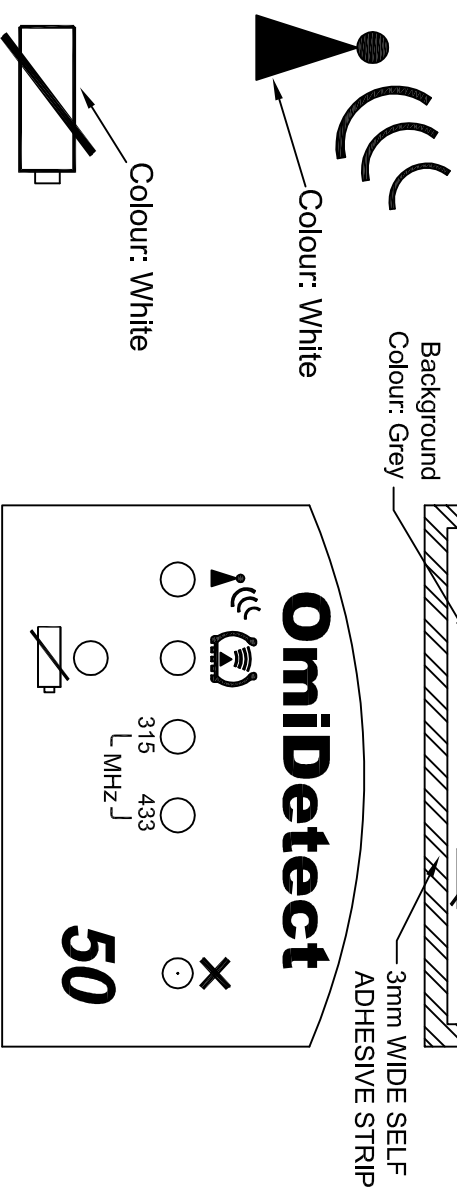 Colour: White
Colour: White
Background
Colour: Grey
3mm WIDE SELF
ADHESIVE STRIP
OmiDetect
315
433
MHz
50